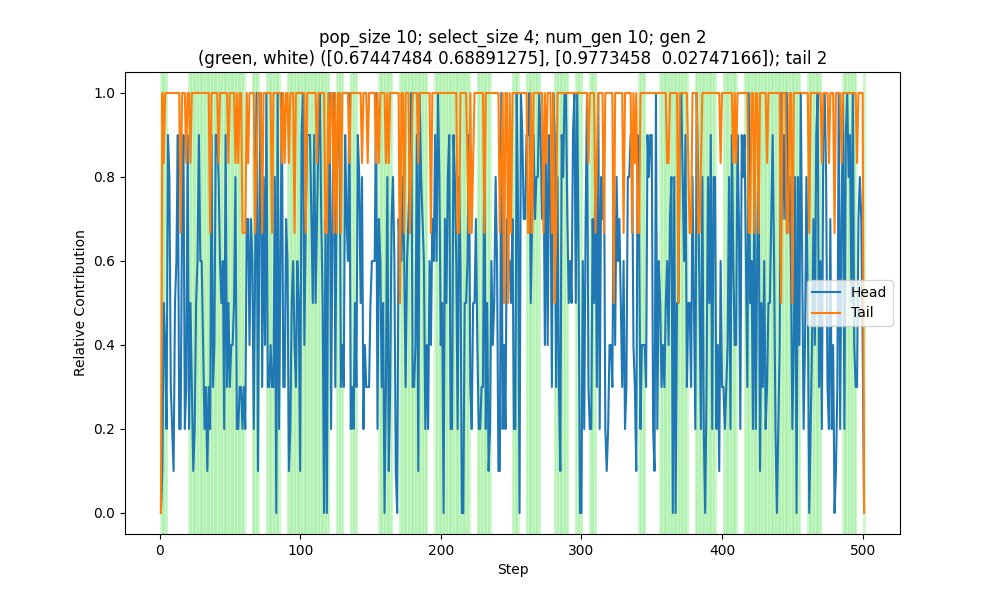 pop_size 10; select_size 4; num_gen 10; gen 2
(green, white) ([0.67447484 0.68891275], [0.9773458  0.02747166]); tail 2
1.0
0.8
0.6
0.4
0.2
0.0
Relative Contribution
Head
Tail
0
100
200
300
400
500
Step